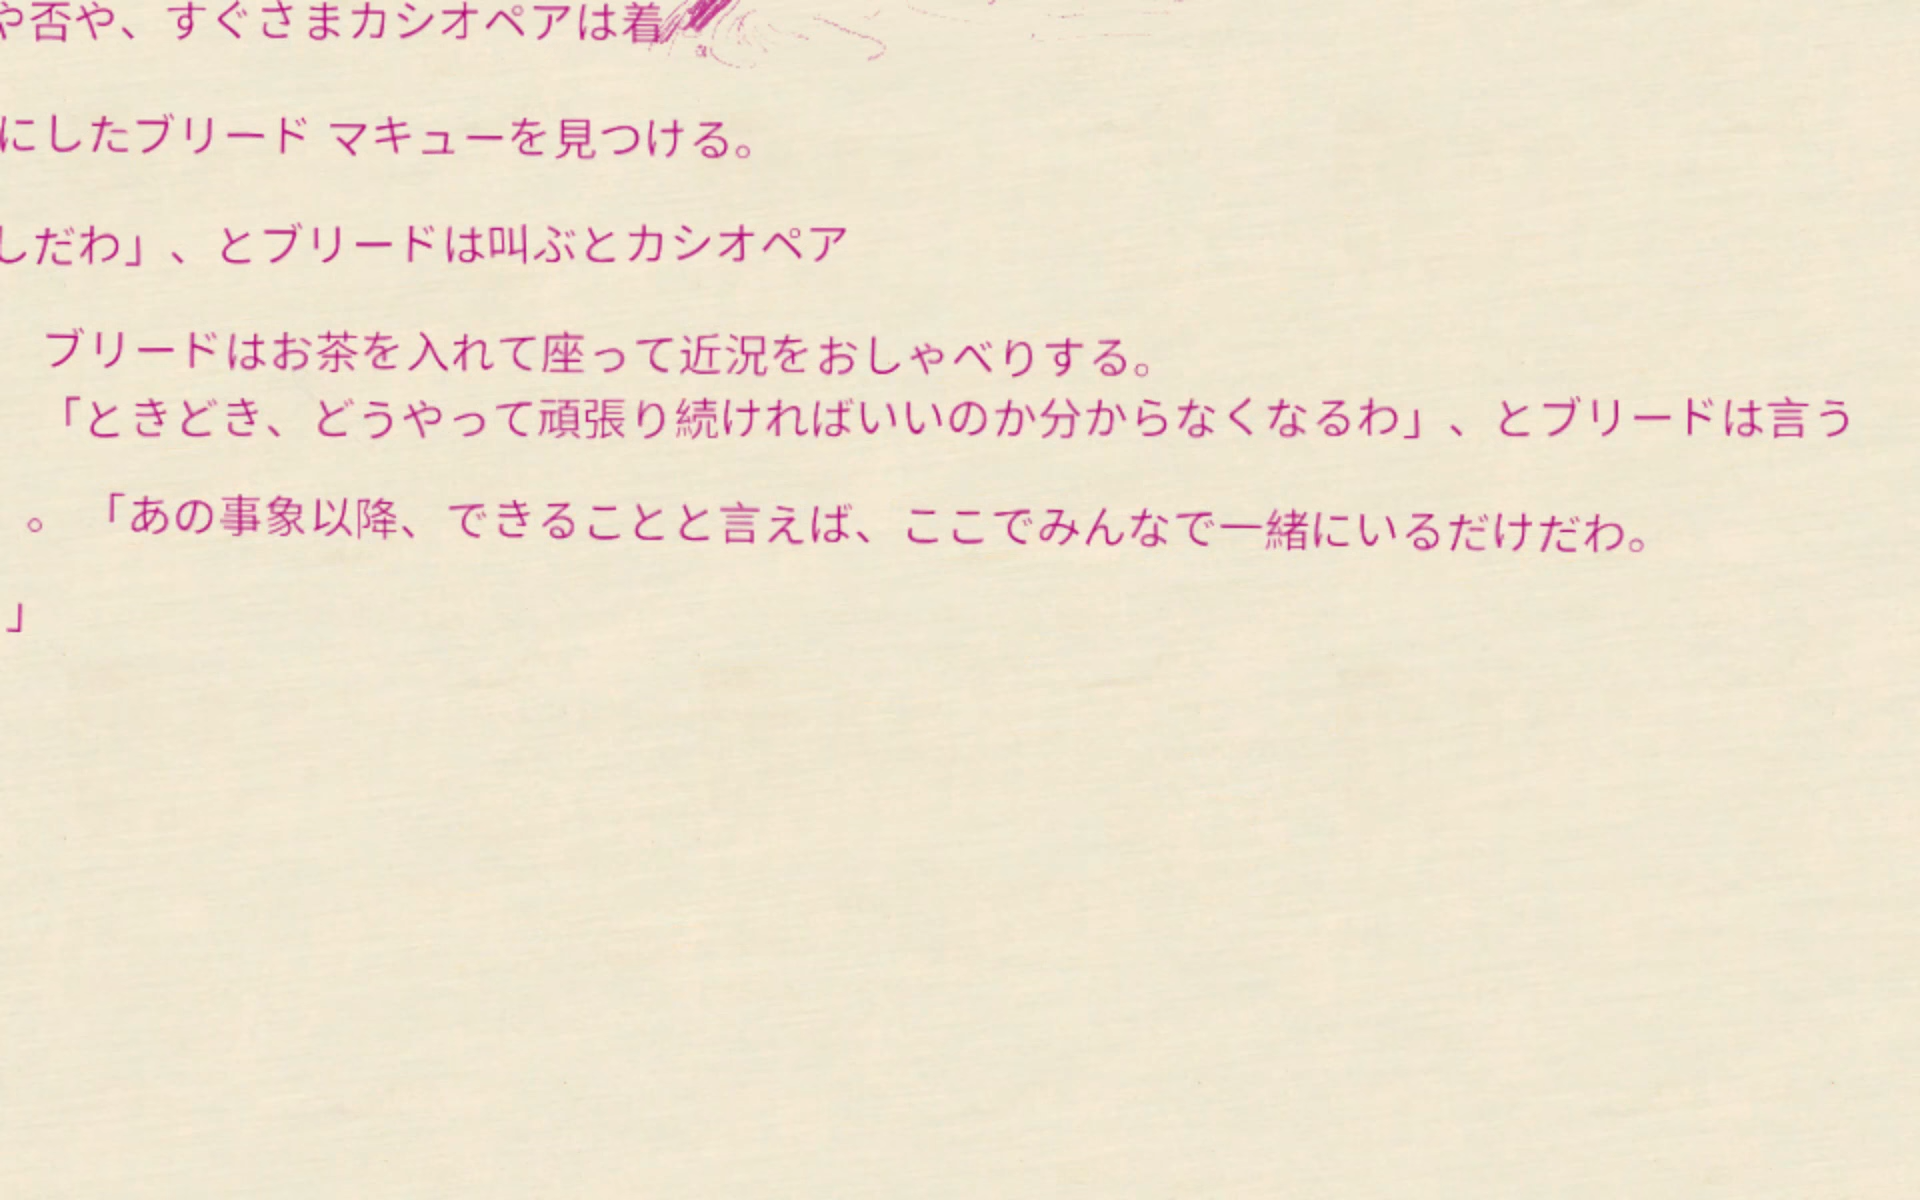 や否や、すぐさまカシオペアは着
にしたブリード マキューを見つける。
しだわ」、とブリードは叫ぶとカシオペア
ブリードはお茶を入れて座って近況をおしゃべりする。
「ときどき、どうやって頑張り続ければいいのか分からなくなるわ」、とブリードは言う
。 「あの事象以降、できることと言えば、ここでみんなで一緒にいるだけだわ。
」